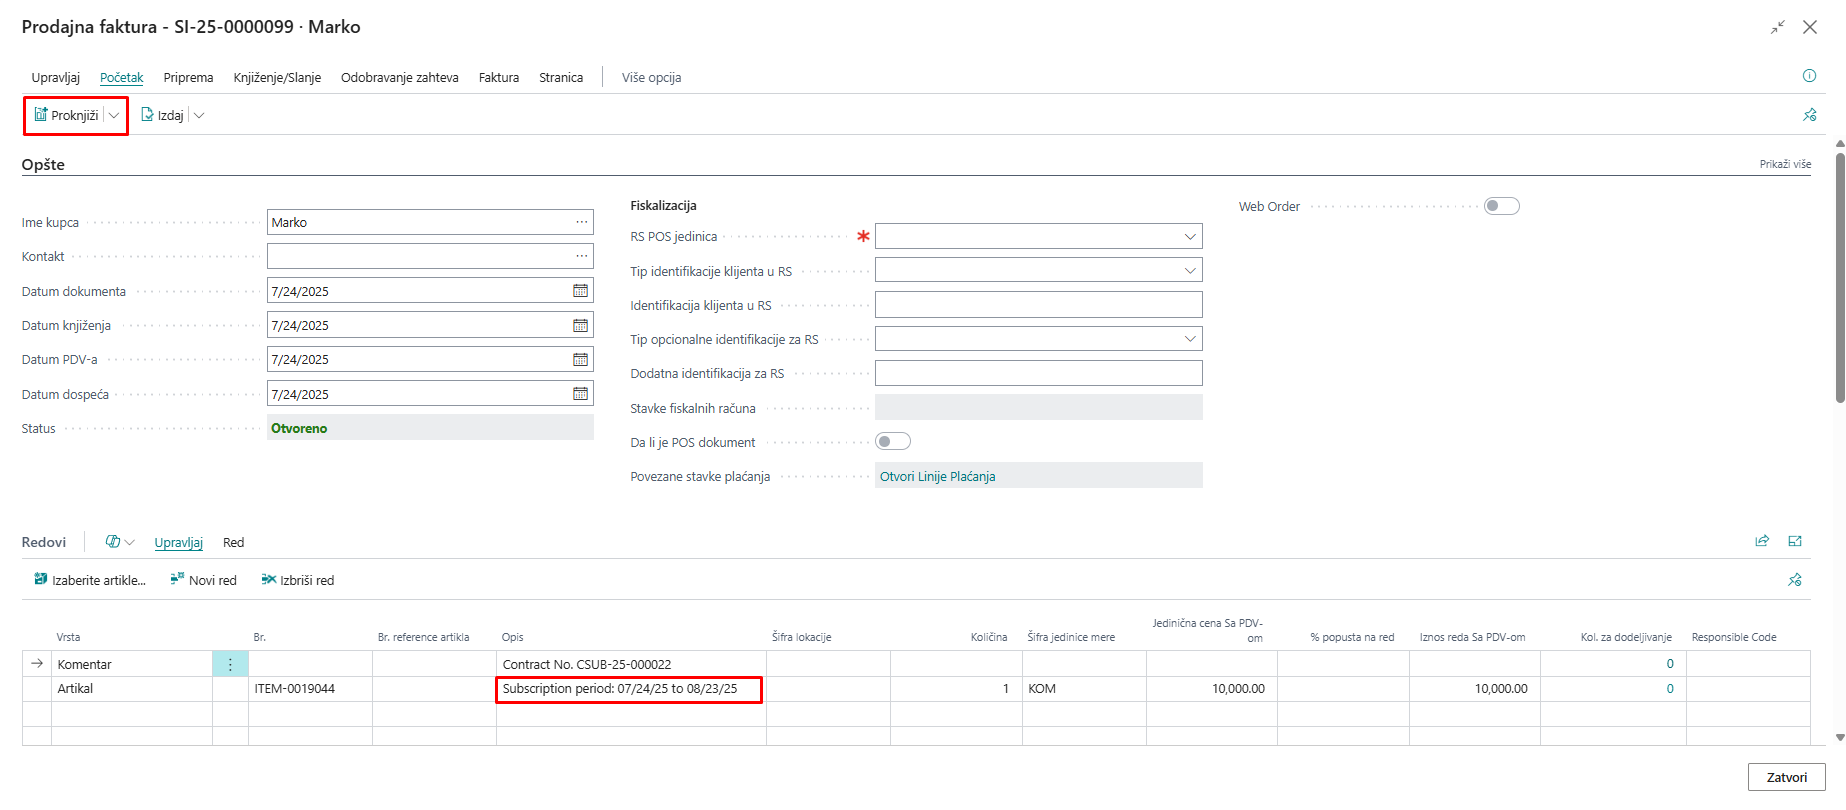 Prodajna faktura - SI-25-0000099 · Marko
Upravljaj Početak Priprema Knjiženje/Slanje Odobravanje zahteva Faktura Stranica Više opcija
Proknjiži Izdaj
Opšte Prikaži više
Ime kupca Marko
Kontakt
Datum dokumenta 7/24/2025
Datum knjiženja 7/24/2025
Datum PDV-a 7/24/2025
Datum dospeća 7/24/2025
Status Otvoreno
Fiskalizacija
RS POS jedinica
Tip identifikacije klijenta u RS
Identifikacija klijenta u RS
Tip opcionalne identifikacije za RS
Dodatna identifikacija za RS
Stavke fiskalnih računa
Da li je POS dokument
Povezane stavke plaćanja Otvori Linije Plaćanja
Web Order
Redovi Upravljaj Red
Izaberite artikle... Novi red Izbriši red
Vrsta Br. Br. reference artikla Opis Šifra lokacije Količina Šifra jedinice mere Jedinična cena Sa PDV-om % popusta na red Iznos reda Sa PDV-om Kol. za dodeljivanje Responsible Code
Komentar Contract No. CSUB-25-000022 0
Artikal ITEM-0019044 Subscription period: 07/24/25 to 08/23/25 1 KOM 10,000.00 10,000.00 0
Zatvori